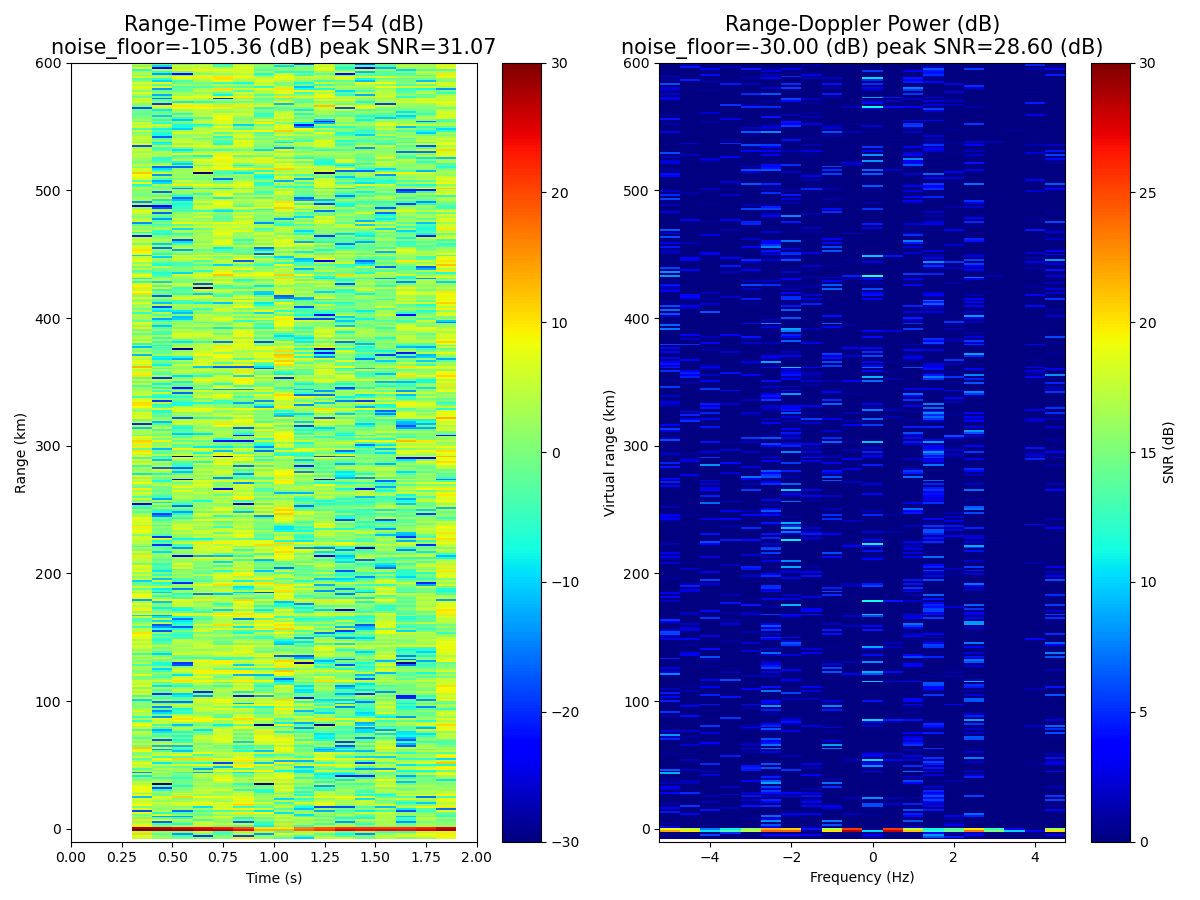 Range-Time Power f=54 (dB)
noise_floor=-105.36 (dB) peak SNR=31.07
600
500
400
300
200
100
0
Range (km)
0.00 0.25 0.50 0.75 1.00 1.25 1.50 1.75 2.00
Time (s)
30
20
10
0
−10
−20
−30
Range-Doppler Power (dB)
noise_floor=-30.00 (dB) peak SNR=28.60 (dB)
600
500
400
300
200
100
0
Virtual range (km)
−4 −2 0 2 4
Frequency (Hz)
30
25
20
15
10
5
0
SNR (dB)